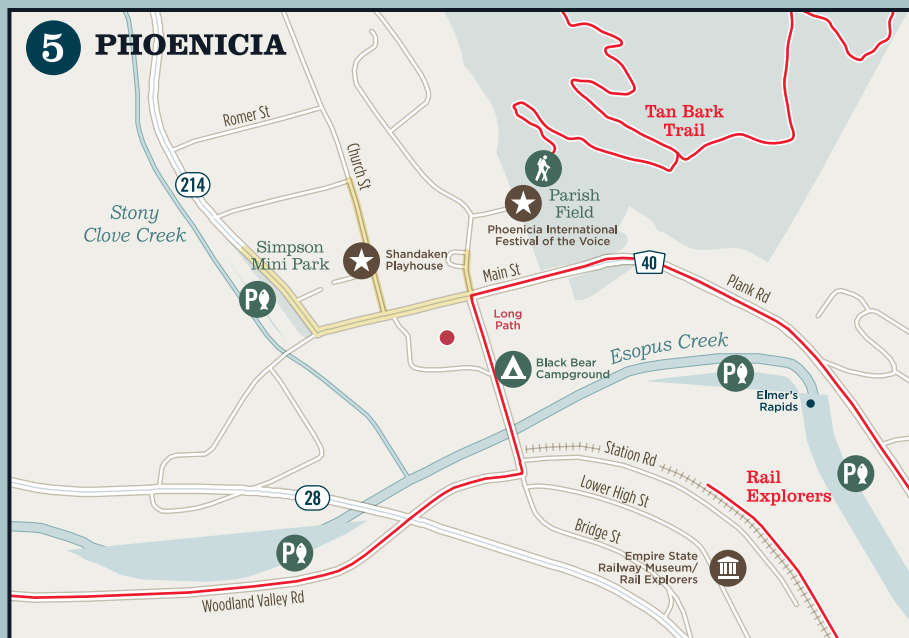 5 PHOENICIA
Romer St
Church St
Tan Bark
Trail
214
Stony
Clove Creek
Parish
Field
Phoenicia International
Festival of the Voice
Simpson
Mini Park
Shandaken
Playhouse
Main St
40
Plank Rd
P
Long
Path
Esopus Creek
Black Bear
Campground
P
Elmer's
Rapids
Station Rd
P
Rail
Explorers
28
Lower High St
Bridge St
P
Empire State
Railway Museum/
Rail Explorers
Woodland Valley Rd